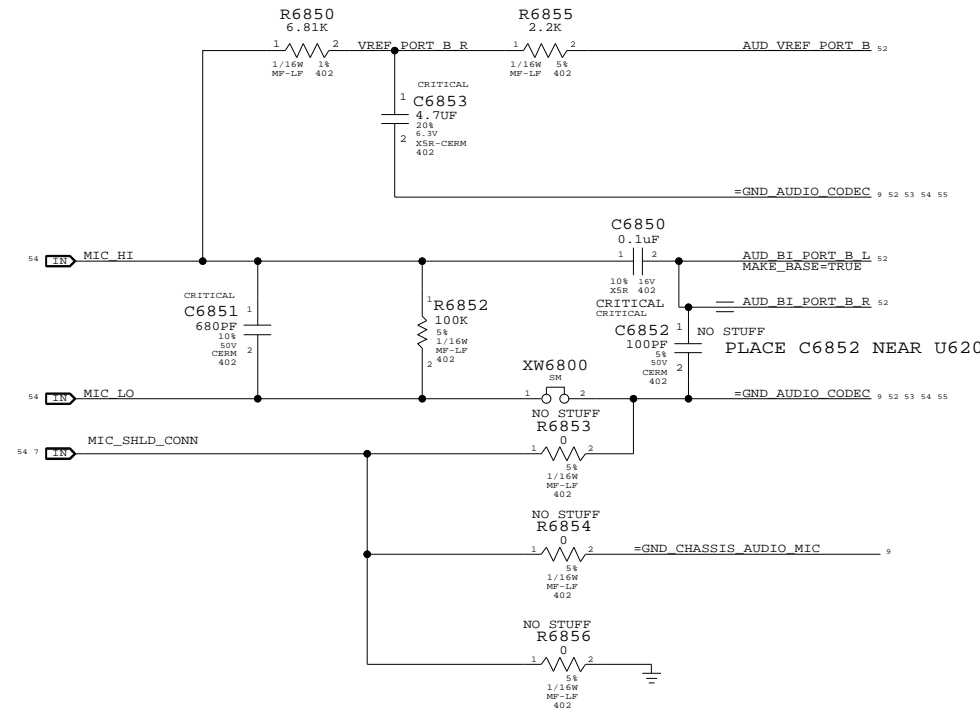 R6850
6.81K
1 2
1/16W 1%
MF-LF 402
VREF_PORT_B_R
R6855
2.2K
1 2
1/16W 5%
MF-LF 402
AUD_VREF_PORT_B 52
CRITICAL
1 C6853
4.7UF
20%
6.3V
2 X5R-CERM
402
=GND_AUDIO_CODEC 9 52 53 54 55
54 IN MIC_HI
C6850
0.1uF
1 2
10% 16V
X5R 402
CRITICAL
AUD_BI_PORT_B_L 52
MAKE_BASE=TRUE
AUD_BI_PORT_B_R 52
CRITICAL
C6851 1
680PF
10%
50V 2
CERM
402
1 R6852
100K
5%
1/16W
MF-LF
2 402
CRITICAL
C6852 1
100PF
5%
50V 2
CERM
402
NO STUFF
PLACE C6852 NEAR U620
XW6800
SM
1 2
54 IN MIC_LO
=GND_AUDIO_CODEC 9 52 53 54 55
54 7 IN MIC_SHLD_CONN
NO STUFF
R6853
0
1 2
5%
1/16W
MF-LF
402
NO STUFF
R6854
0
1 2
5%
1/16W
MF-LF
402
=GND_CHASSIS_AUDIO_MIC 9
NO STUFF
R6856
0
1 2
5%
1/16W
MF-LF
402